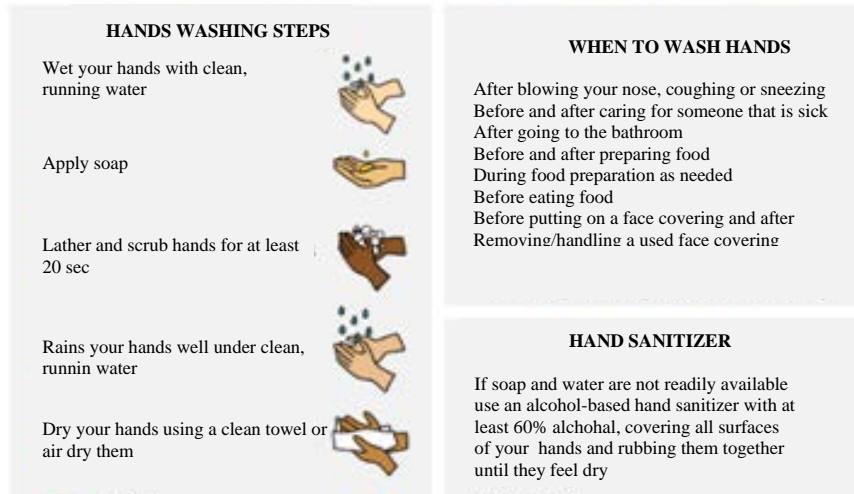 HANDS WASHING STEPS
Wet your hands with clean,
running water
Apply soap
Lather and scrub hands for at least
20 sec
Rains your hands well under clean,
runnin water
Dry your hands using a clean towel or
air dry them
WHEN TO WASH HANDS
After blowing your nose, coughing or sneezing
Before and after caring for someone that is sick
After going to the bathroom
Before and after preparing food
During food preparation as needed
Before eating food
Before putting on a face covering and after
Removing/handling a used face covering
HAND SANITIZER
If soap and water are not readily available
use an alcohol-based hand sanitizer with at
least 60% alchohal, covering all surfaces
of your hands and rubbing them together
until they feel dry